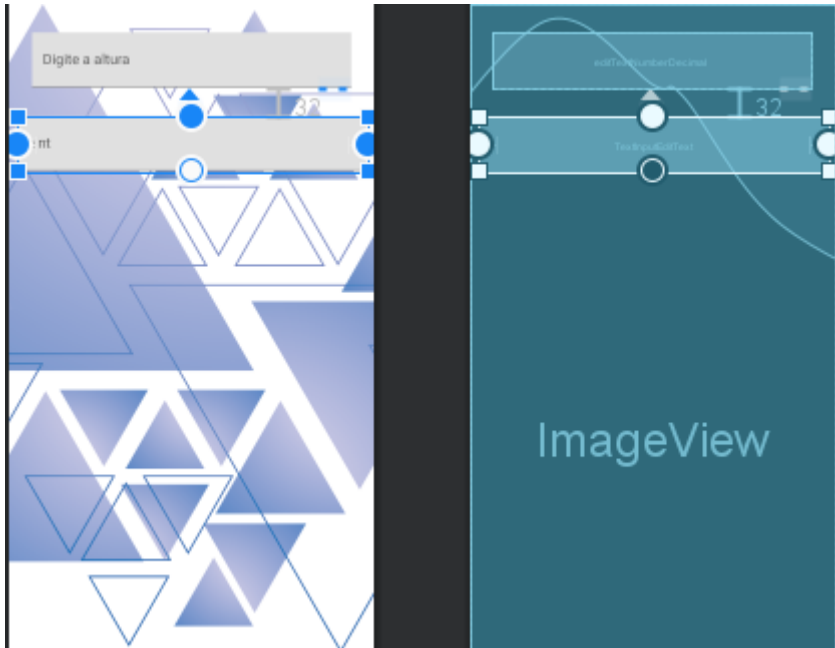 Digite a altura
32
nt
editTextNumberDecimal
32
TextInputEditText
ImageView